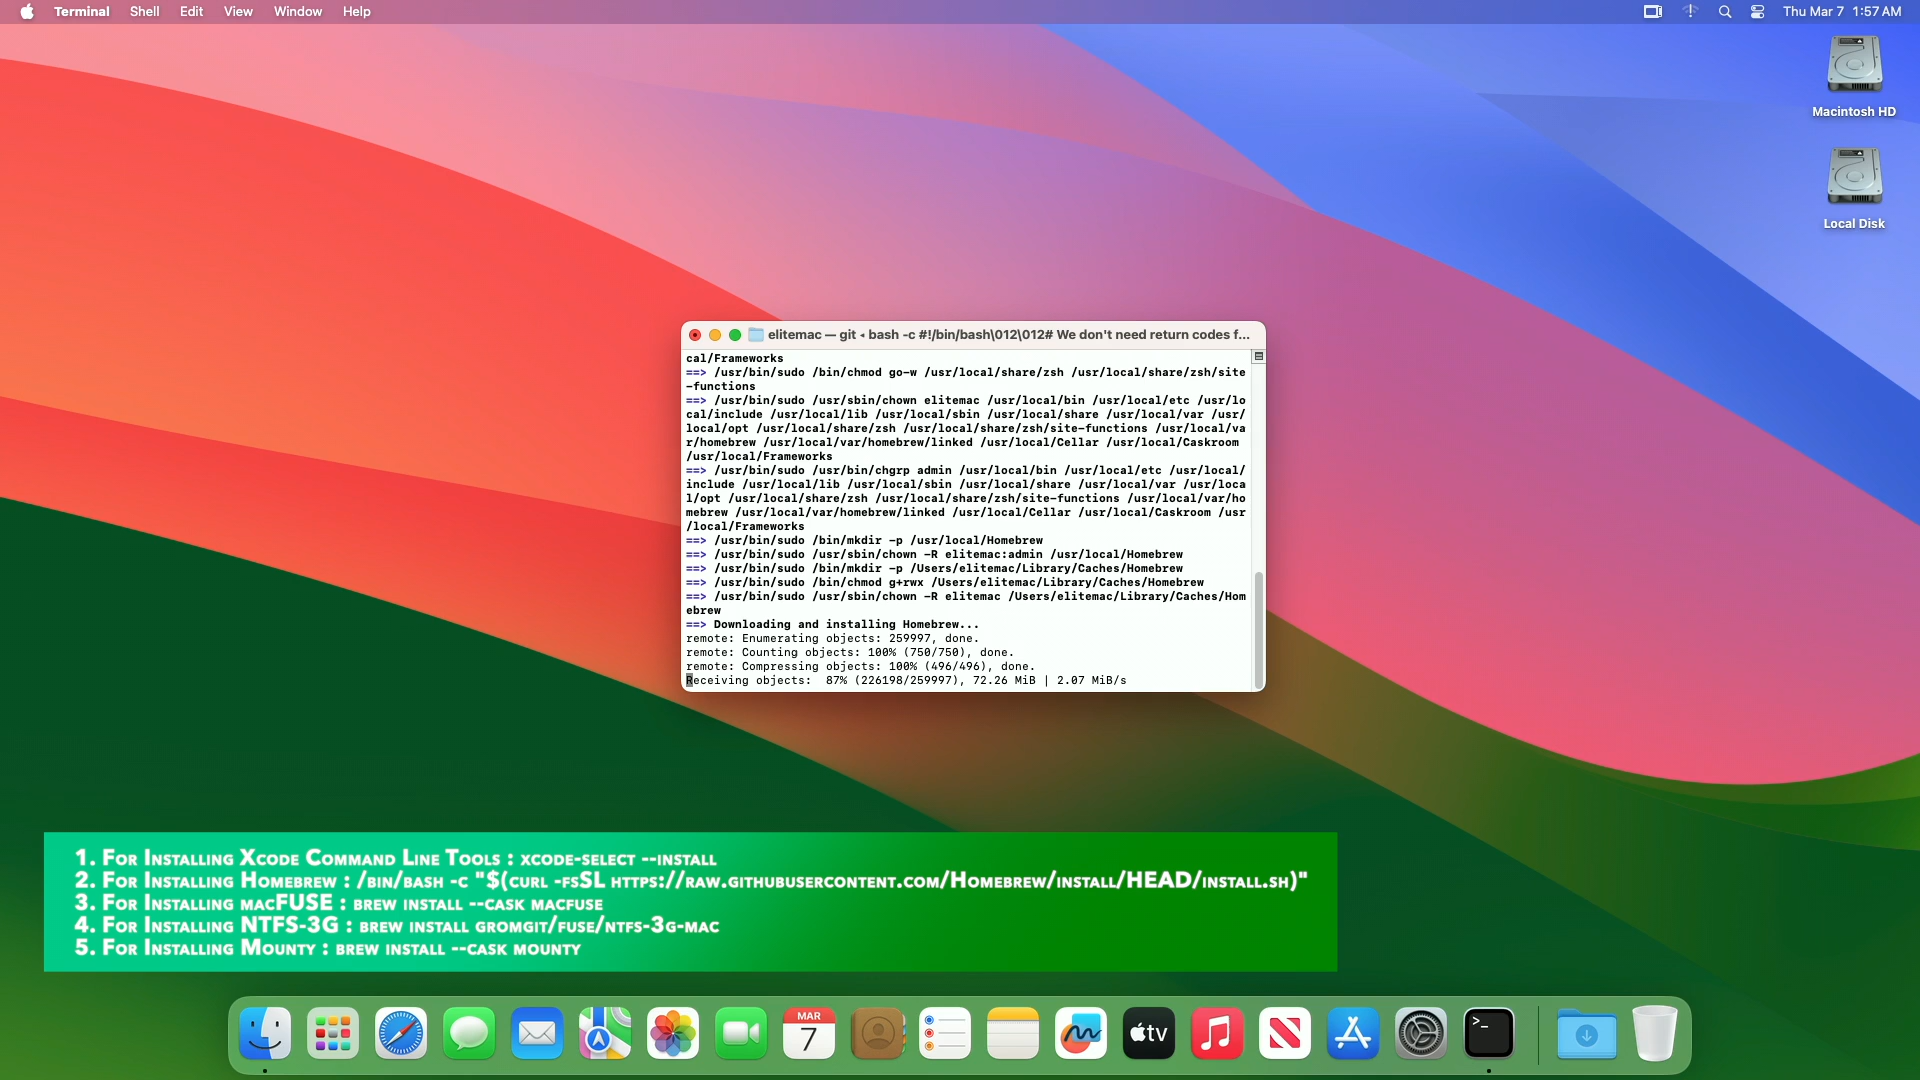 Terminal Shell Edit View Window Help
Thu Mar 7 1:57 AM
Macintosh HD
Local Disk
elitemac — git ◂ bash -c #!/bin/bash\012\012# We don't need return codes f...
cal/Frameworks
==> /usr/bin/sudo /bin/chmod go-w /usr/local/share/zsh /usr/local/share/zsh/site
-functions
==> /usr/bin/sudo /usr/sbin/chown elitemac /usr/local/bin /usr/local/etc /usr/lo
cal/include /usr/local/lib /usr/local/sbin /usr/local/share /usr/local/var /usr/
local/opt /usr/local/share/zsh /usr/local/share/zsh/site-functions /usr/local/va
r/homebrew /usr/local/var/homebrew/linked /usr/local/Cellar /usr/local/Caskroom
/usr/local/Frameworks
==> /usr/bin/sudo /usr/bin/chgrp admin /usr/local/bin /usr/local/etc /usr/local/
include /usr/local/lib /usr/local/sbin /usr/local/share /usr/local/var /usr/loca
l/opt /usr/local/share/zsh /usr/local/share/zsh/site-functions /usr/local/var/ho
mebrew /usr/local/var/homebrew/linked /usr/local/Cellar /usr/local/Caskroom /usr
/local/Frameworks
==> /usr/bin/sudo /bin/mkdir -p /usr/local/Homebrew
==> /usr/bin/sudo /usr/sbin/chown -R elitemac:admin /usr/local/Homebrew
==> /usr/bin/sudo /bin/mkdir -p /Users/elitemac/Library/Caches/Homebrew
==> /usr/bin/sudo /bin/chmod g+rwx /Users/elitemac/Library/Caches/Homebrew
==> /usr/bin/sudo /usr/sbin/chown -R elitemac /Users/elitemac/Library/Caches/Hom
ebrew
==> Downloading and installing Homebrew...
remote: Enumerating objects: 259997, done.
remote: Counting objects: 100% (750/750), done.
remote: Compressing objects: 100% (496/496), done.
Receiving objects:  87% (226198/259997), 72.26 MiB | 2.07 MiB/s
1. For Installing Xcode Command Line Tools : xcode-select --install
2. For Installing Homebrew : /bin/bash -c "$(curl -fsSL https://raw.githubusercontent.com/Homebrew/install/HEAD/install.sh)"
3. For Installing macFUSE : brew install --cask macfuse
4. For Installing NTFS-3G : brew install gromgit/fuse/ntfs-3g-mac
5. For Installing Mounty : brew install --cask mounty
MAR
7
tv
>_